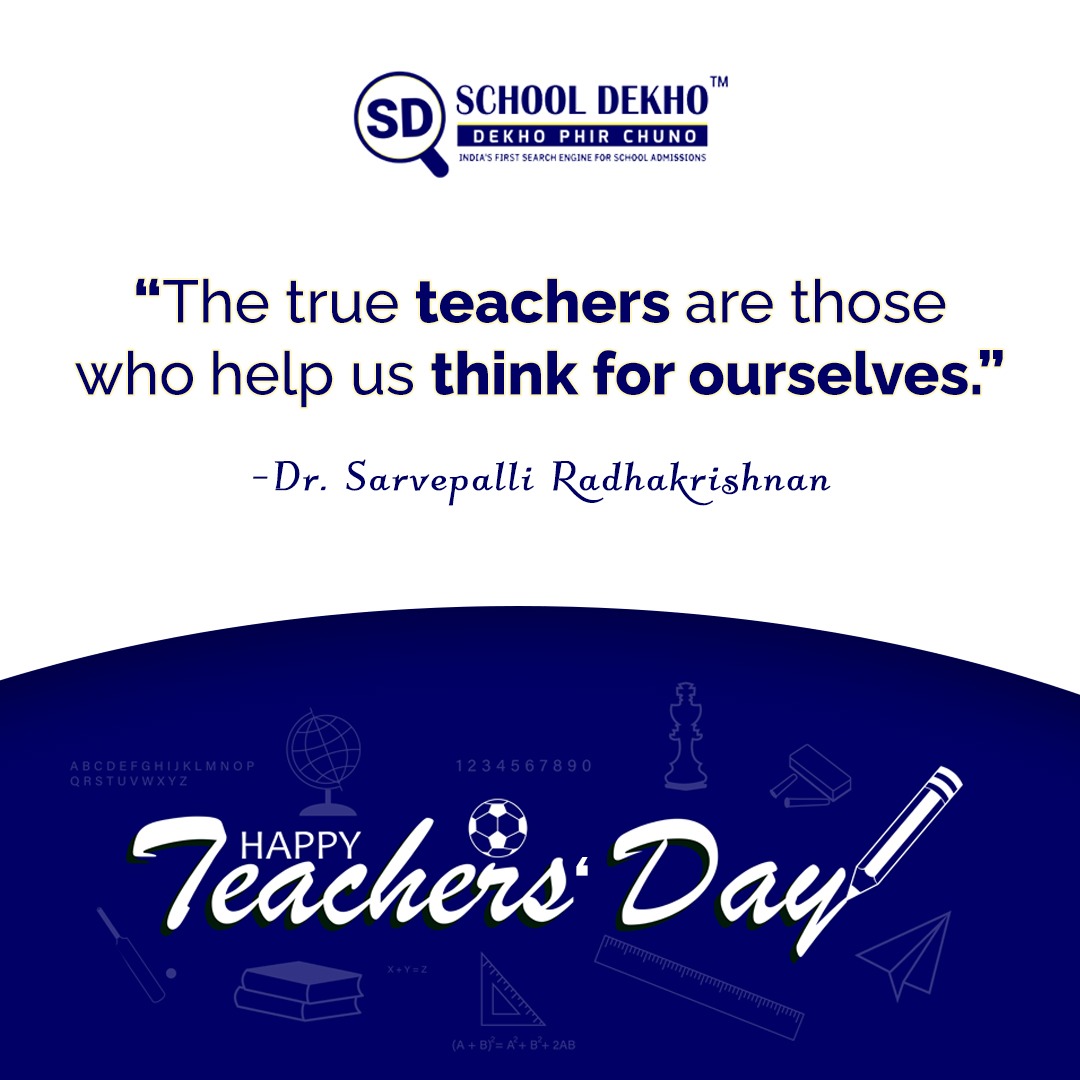 SD
SCHOOL DEKHO™
DEKHO PHIR CHUNO
INDIA'S FIRST SEARCH ENGINE FOR SCHOOL ADMISSIONS
“The true teachers are those
who help us think for ourselves.”
-Dr. Sarvepalli Radhakrishnan
ABCDEFGHIJKLMNOP
QRSTUVWXYZ
1234567890
HAPPY
Teachers‘ Day
X+Y=Z
(A + B)²= A²+ B²+ 2AB